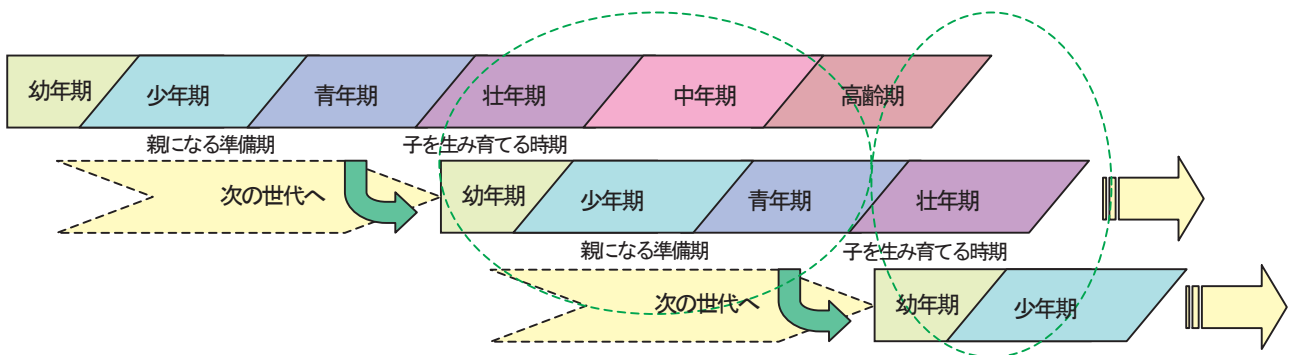 幼年期 少年期 青年期 壮年期 中年期 高齢期
親になる準備期 子を生み育てる時期
次の世代へ 幼年期 少年期 青年期 壮年期
親になる準備期 子を生み育てる時期
次の世代へ 幼年期 少年期